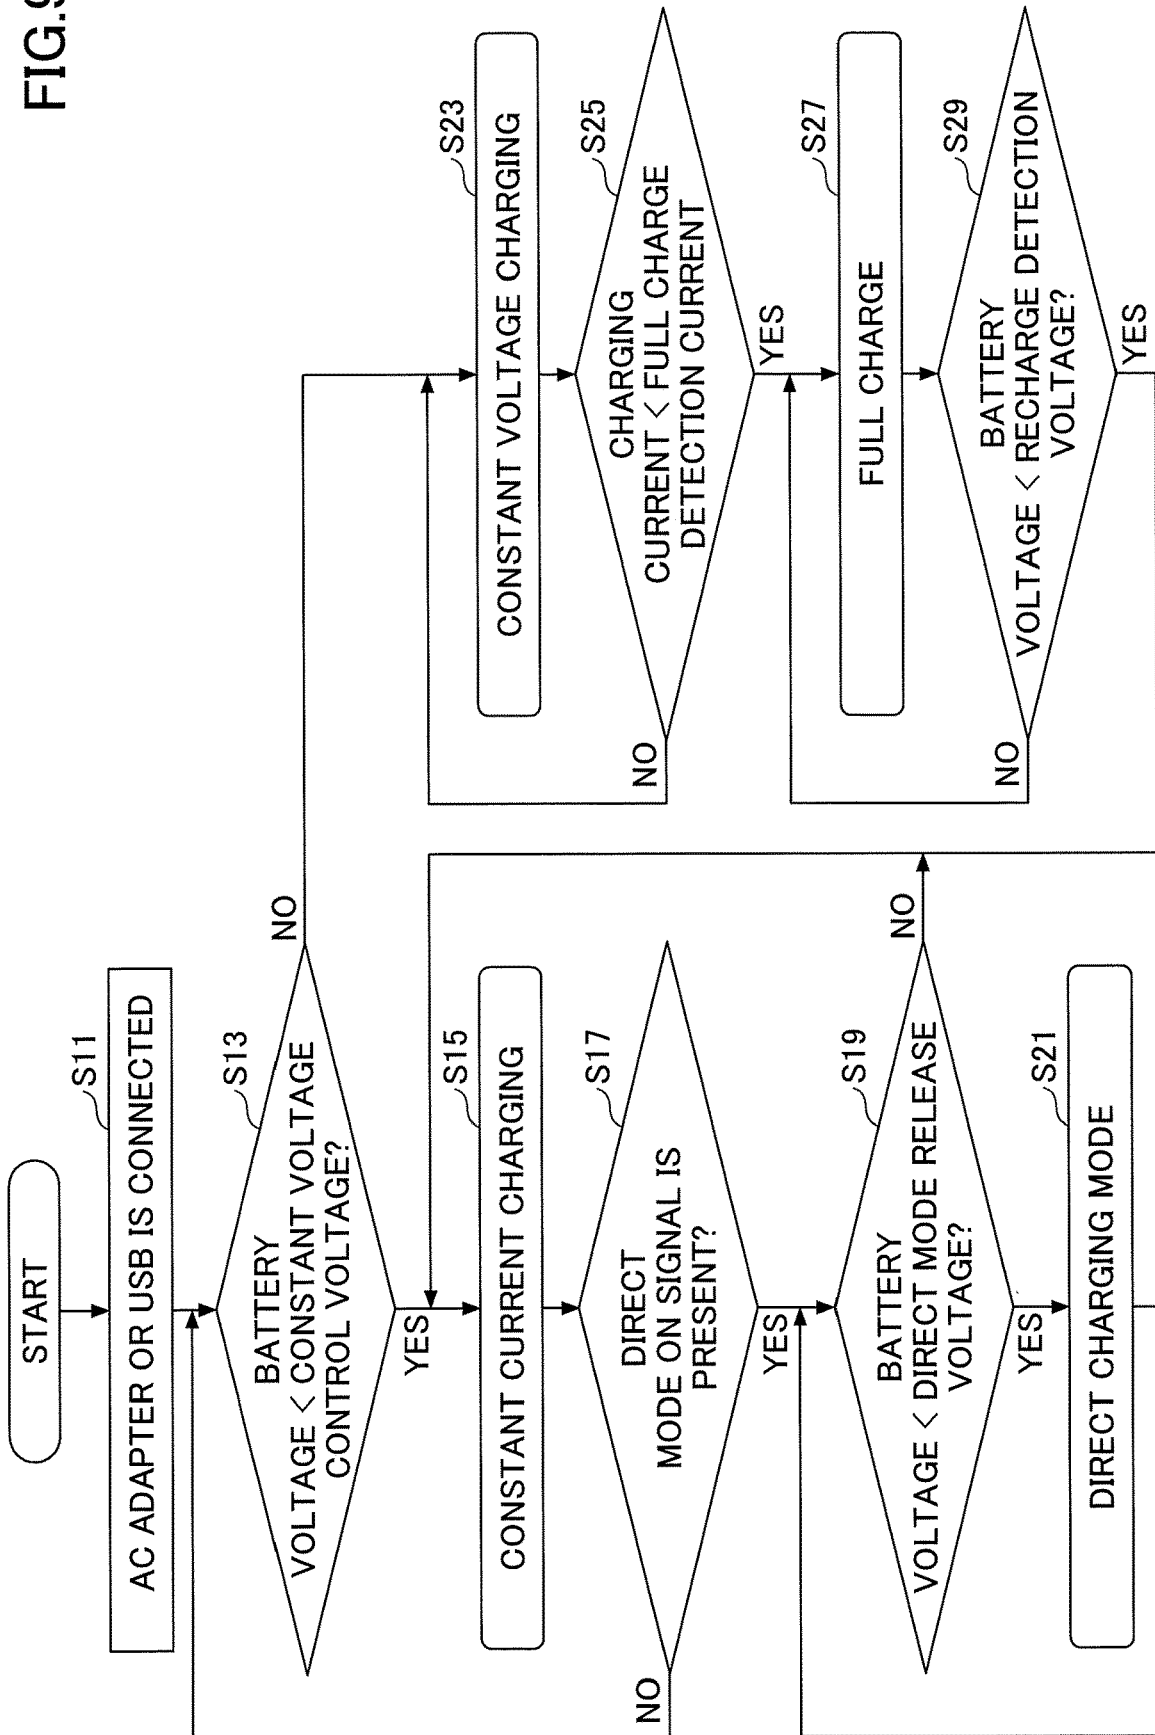 FIG.9
START
S11
AC ADAPTER OR USB IS CONNECTED
S13
BATTERY
VOLTAGE < CONSTANT VOLTAGE
CONTROL VOLTAGE?
NO
YES
S15
CONSTANT CURRENT CHARGING
S17
DIRECT
MODE ON SIGNAL IS
PRESENT?
NO
YES
S19
BATTERY
VOLTAGE < DIRECT MODE RELEASE
VOLTAGE?
NO
YES
S21
DIRECT CHARGING MODE
S23
CONSTANT VOLTAGE CHARGING
S25
CHARGING
CURRENT < FULL CHARGE
DETECTION CURRENT
NO
YES
S27
FULL CHARGE
S29
BATTERY
VOLTAGE < RECHARGE DETECTION
VOLTAGE?
NO
YES